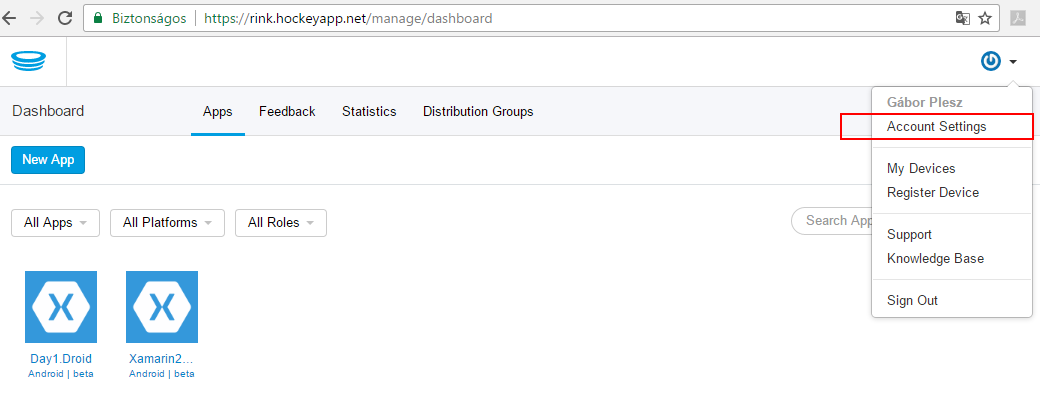 Biztonságos https://rink.hockeyapp.net/manage/dashboard
Dashboard Apps Feedback Statistics Distribution Groups
Gábor Plesz
Account Settings
My Devices
Register Device
Support
Knowledge Base
Sign Out
New App
All Apps All Platforms All Roles Search App
Day1.Droid
Android | beta
Xamarin2...
Android | beta